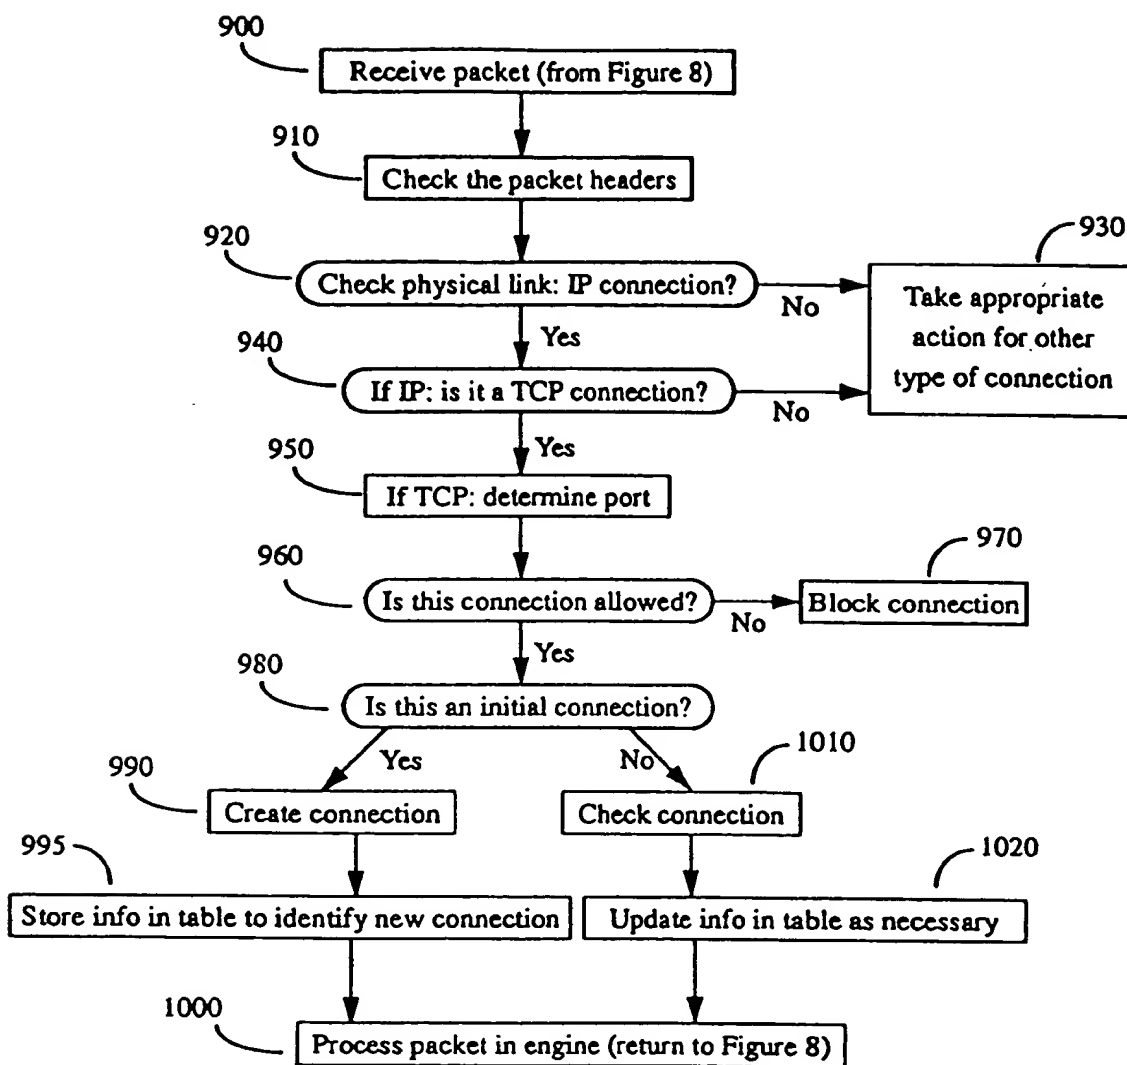 900
Receive packet (from Figure 8)
910
Check the packet headers
920
Check physical link: IP connection?
No
930
Take appropriate
action for other
type of connection
Yes
940
If IP: is it a TCP connection?
No
Yes
950
If TCP: determine port
960
Is this connection allowed?
No
970
Block connection
Yes
980
Is this an initial connection?
Yes
No
990
Create connection
1010
Check connection
995
Store info in table to identify new connection
1020
Update info in table as necessary
1000
Process packet in engine (return to Figure 8)